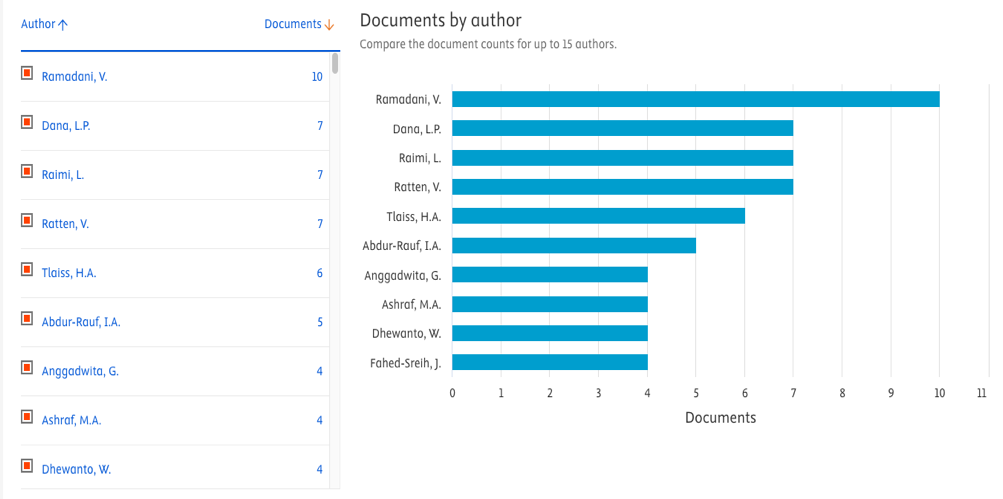 Author↑ Documents↓
Ramadani, V. 10
Dana, L.P. 7
Raimi, L. 7
Ratten, V. 7
Tlaiss, H.A. 6
Abdur-Rauf, I.A. 5
Anggadwita, G. 4
Ashraf, M.A. 4
Dhewanto, W. 4
Documents by author
Compare the document counts for up to 15 authors.
Ramadani, V.
Dana, L.P.
Raimi, L.
Ratten, V.
Tlaiss, H.A.
Abdur-Rauf, I.A.
Anggadwita, G.
Ashraf, M.A.
Dhewanto, W.
Fahed-Sreih, J.
0 1 2 3 4 5 6 7 8 9 10 11
Documents